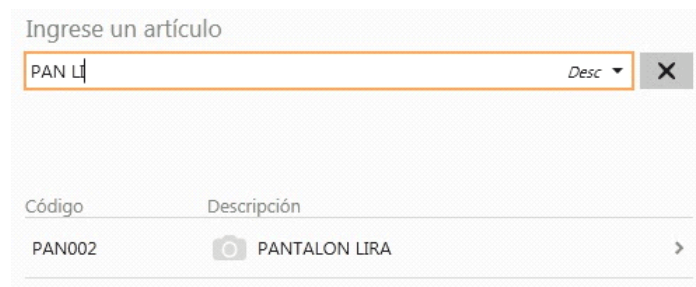 Ingrese un artículo
PAN LI Desc
Código Descripción
PAN002 PANTALON LIRA